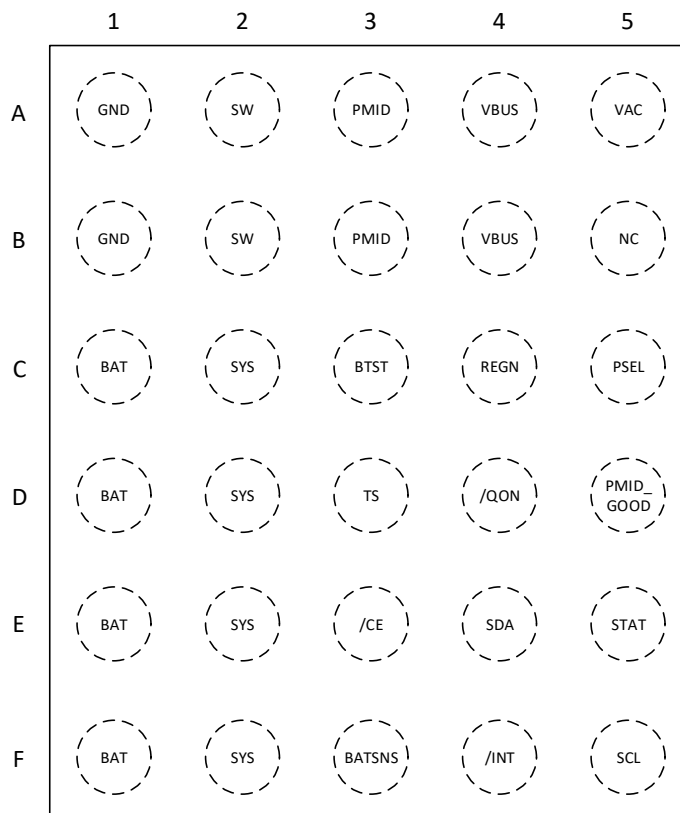 1 2 3 4 5
A GND SW PMID VBUS VAC
B GND SW PMID VBUS NC
C BAT SYS BTST REGN PSEL
D BAT SYS TS /QON PMID_
GOOD
E BAT SYS /CE SDA STAT
F BAT SYS BATSNS /INT SCL